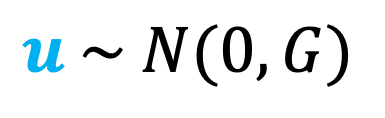 u ~ N(0, G)